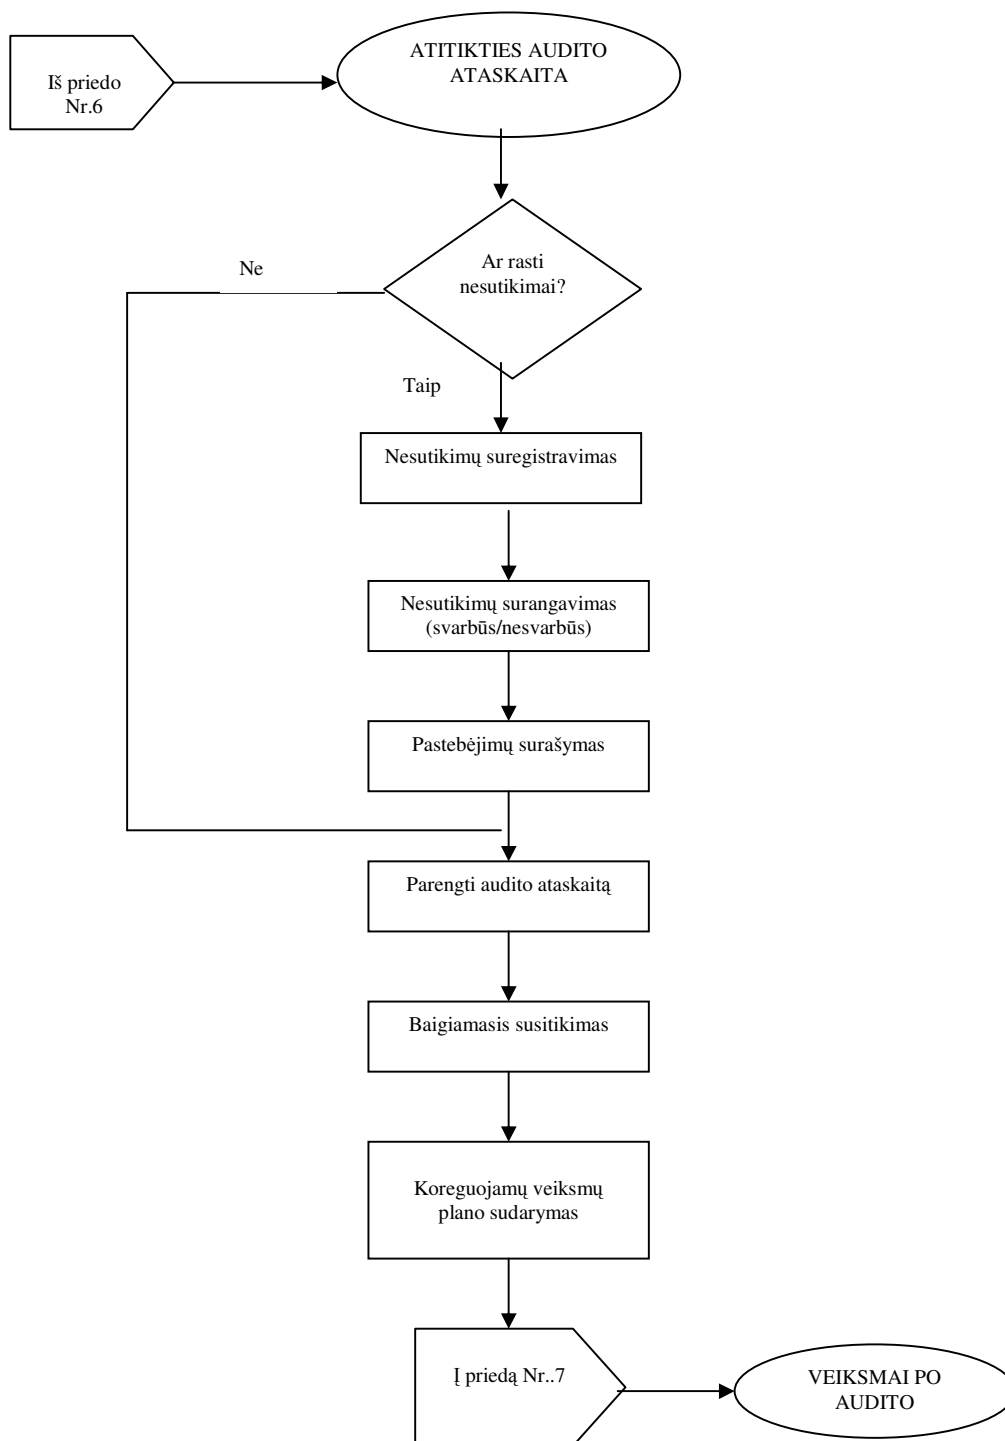 Iš priedo
Nr.6
ATITIKTIES AUDITO
ATASKAITA
Ar rasti
nesutikimai?
Ne
Taip
Nesutikimų suregistravimas
Nesutikimų surangavimas
(svarbūs/nesvarbūs)
Pastebėjimų surašymas
Parengti audito ataskaitą
Baigiamasis susitikimas
Koreguojamų veiksmų
plano sudarymas
Į priedą Nr..7
VEIKSMAI PO
AUDITO